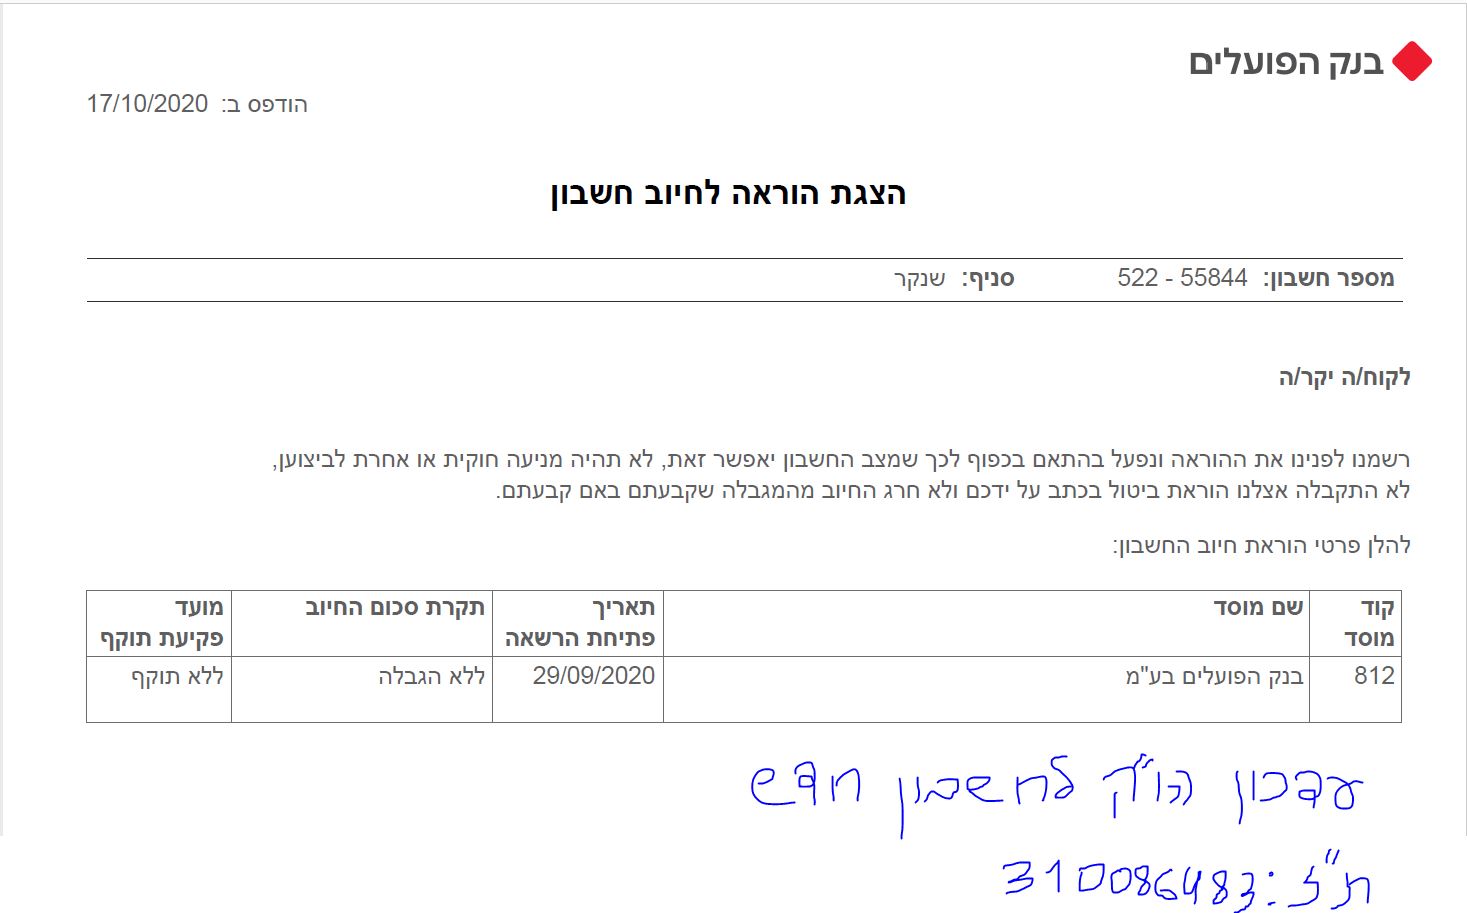 בנק הפועלים
הודפס ב: 17/10/2020
הצגת הוראה לחיוב חשבון
מספר חשבון: 522 - 55844 סניף: שנקר
לקוח/ה יקר/ה
רשמנו לפנינו את ההוראה ונפעל בהתאם בכפוף לכך שמצב החשבון יאפשר זאת, לא תהיה מניעה חוקית או אחרת לביצוען,
לא התקבלה אצלנו הוראת ביטול בכתב על ידכם ולא חרג החיוב מהמגבלה שקבעתם באם קבעתם.
להלן פרטי הוראת חיוב החשבון:
קוד מוסד שם מוסד תאריך פתיחת הרשאה תקרת סכום החיוב מועד פקיעת תוקף
812 בנק הפועלים בע"מ 29/09/2020 ללא הגבלה ללא תוקף
עדכון הו"ק לחשבון חדש
ת"ז: 310086483